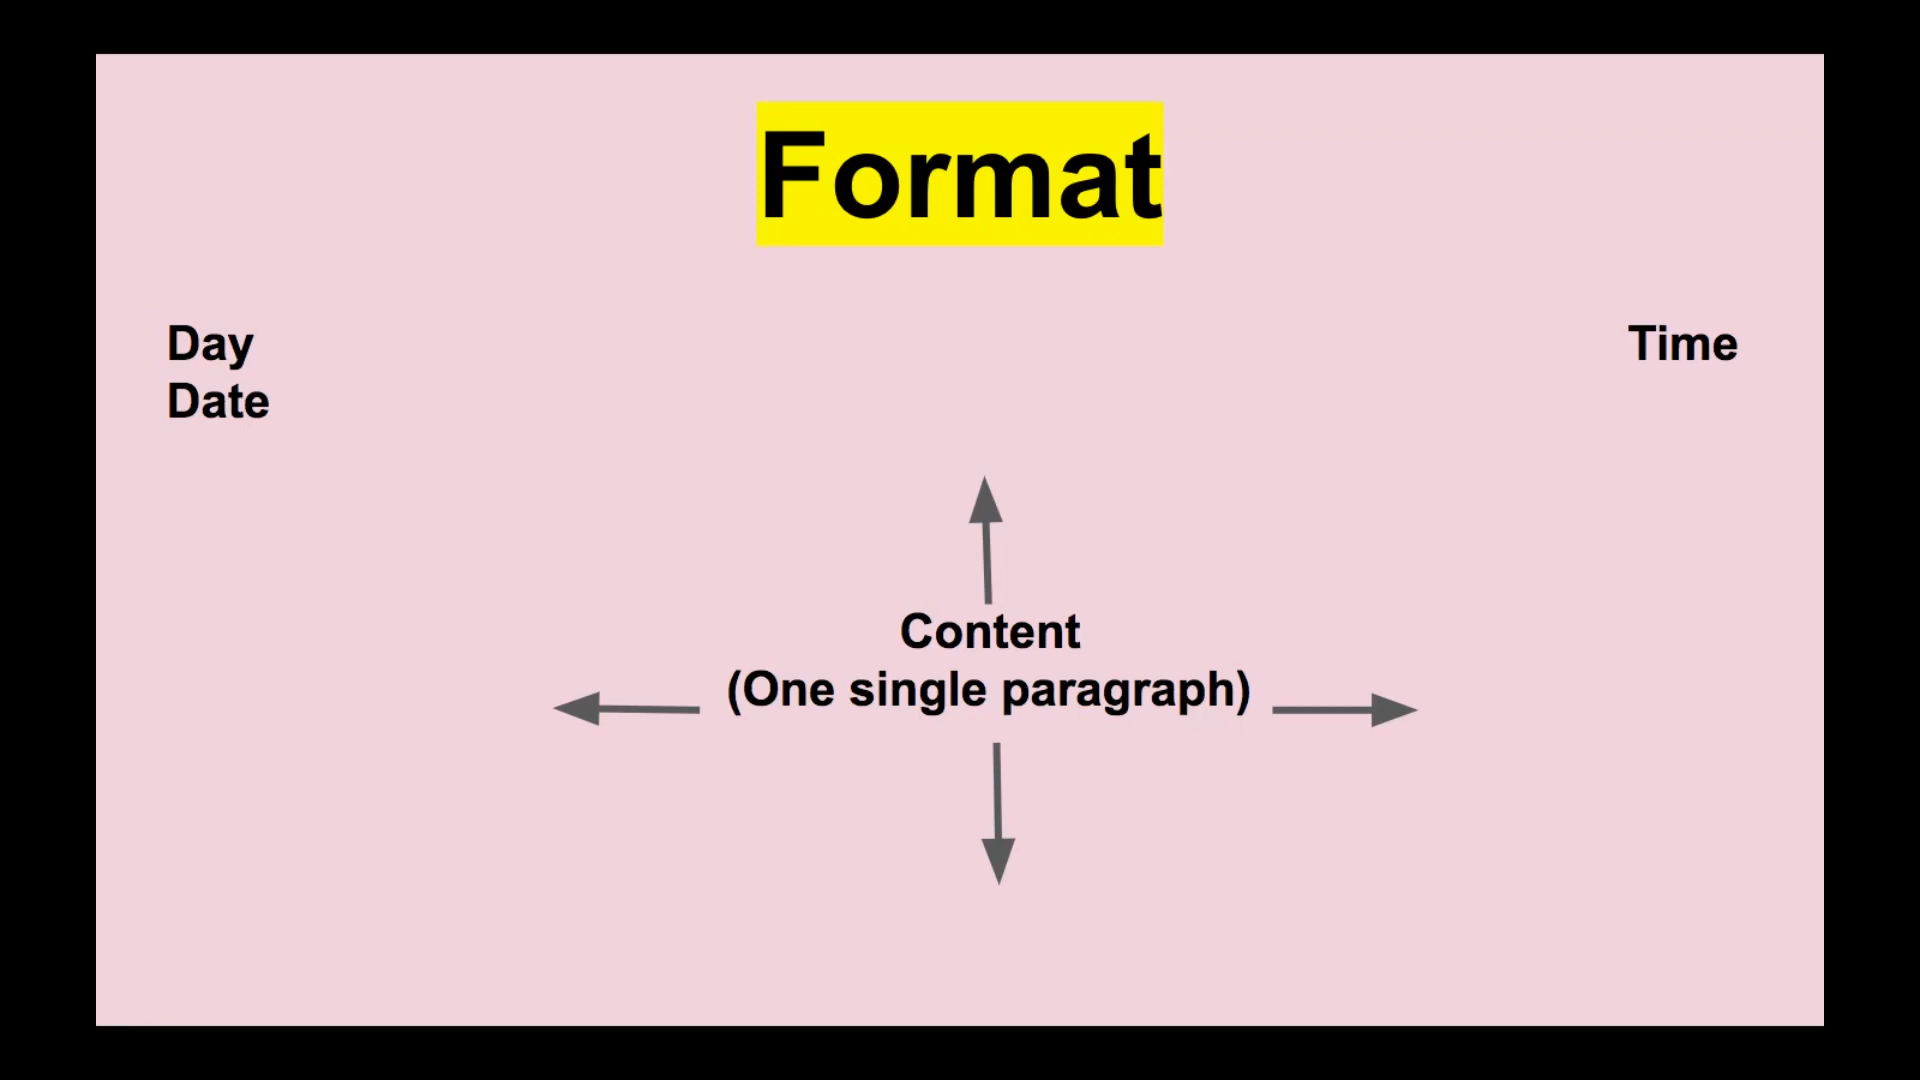 Format
Day
Time
Date
Content
(One single paragraph)